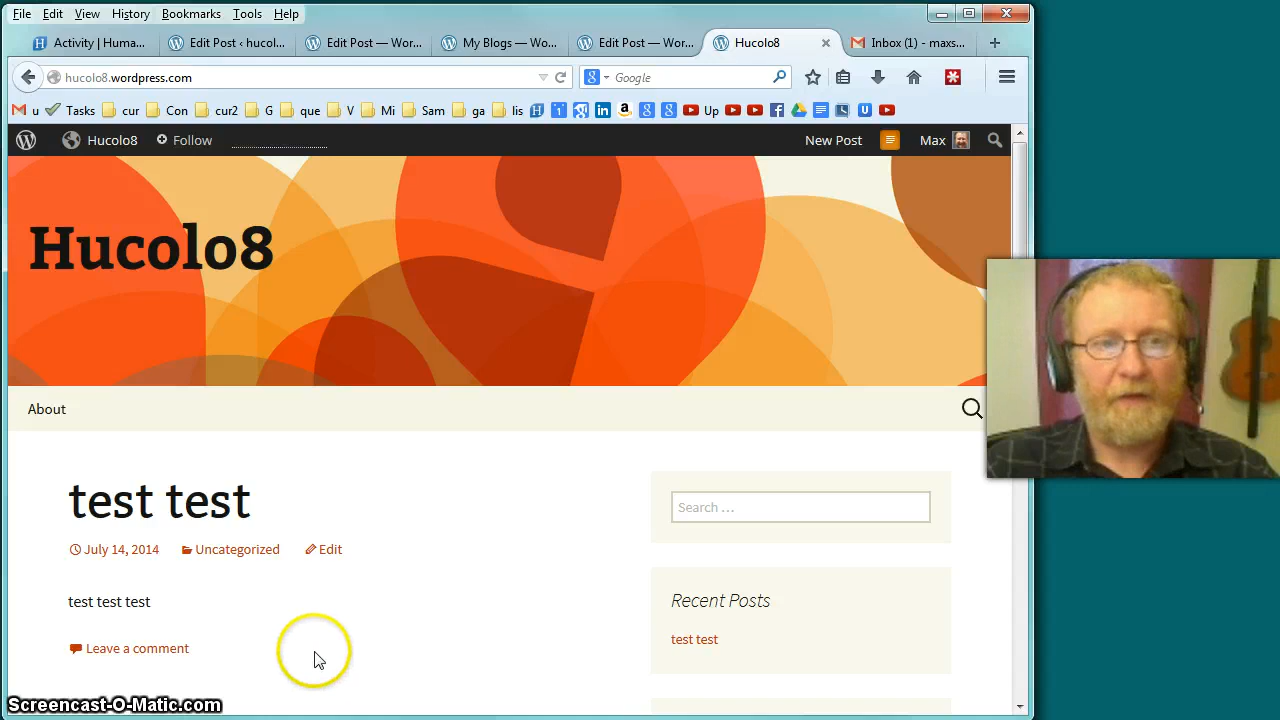 File Edit View History Bookmarks Tools Help
Activity | Huma... Edit Post ‹ hucol... Edit Post — Wor... My Blogs — Wo... Edit Post — Wor... Hucolo8 Inbox (1) - maxs...
hucolo8.wordpress.com Google
u Tasks cur Con cur2 G que V Mi Sam ga lis Up
Hucolo8 Follow New Post Max
Hucolo8
About
test test
Search ...
July 14, 2014 Uncategorized Edit
test test test
Recent Posts
test test
Leave a comment
Screencast-O-Matic.com